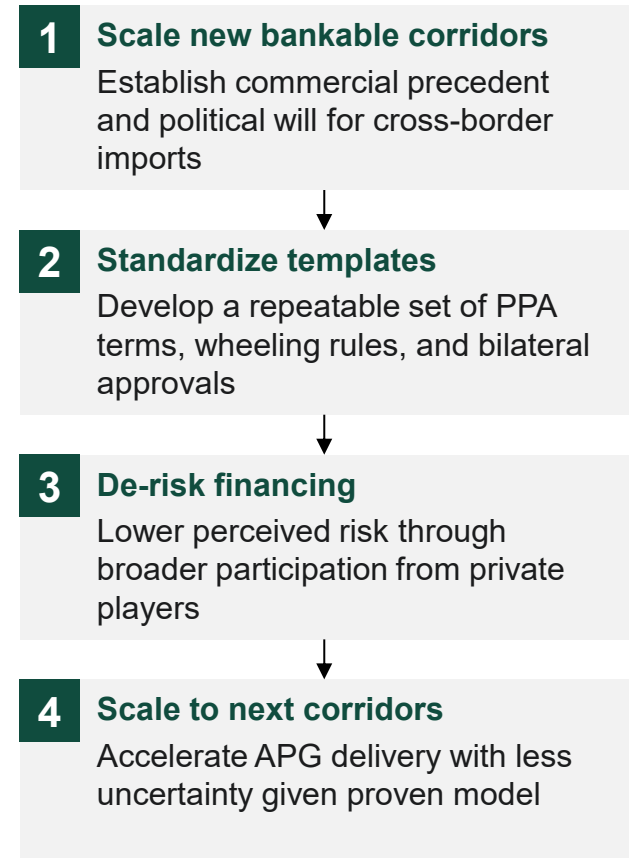 1 Scale new bankable corridors
Establish commercial precedent
and political will for cross-border
imports
2 Standardize templates
Develop a repeatable set of PPA
terms, wheeling rules, and bilateral
approvals
3 De-risk financing
Lower perceived risk through
broader participation from private
players
4 Scale to next corridors
Accelerate APG delivery with less
uncertainty given proven model